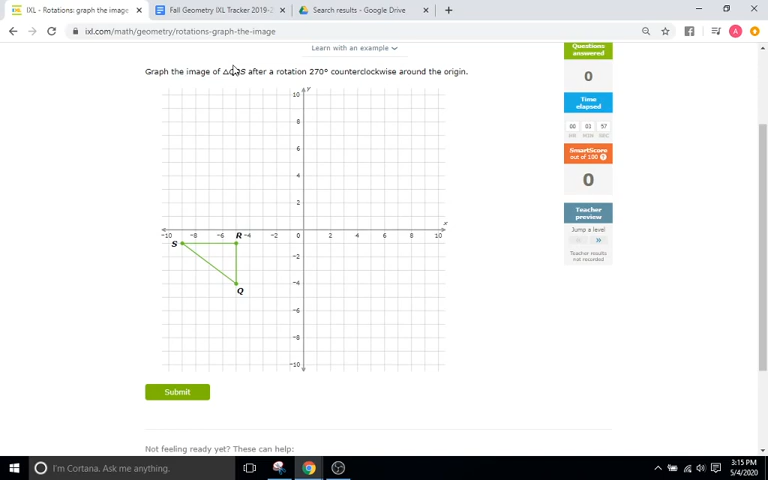 IXL - Rotations: graph the image
Fall Geometry IXL Tracker 2019-2
Search results - Google Drive
ixl.com/math/geometry/rotations-graph-the-image
A
Learn with an example
Graph the image of △QRS after a rotation 270° counterclockwise around the origin.
y
10
8
6
4
2
x
-10 -8 -6 -4 0 2 4 6 8 10
R
S
-2
-4
Q
-6
-8
-10
Submit
Not feeling ready yet? These can help:
Questions
answered
0
Time
elapsed
00 03 57
HR MIN SEC
SmartScore
out of 100
0
Teacher
preview
Jump a level
Teacher results
not recorded
I'm Cortana. Ask me anything.
3:15 PM
5/4/2020